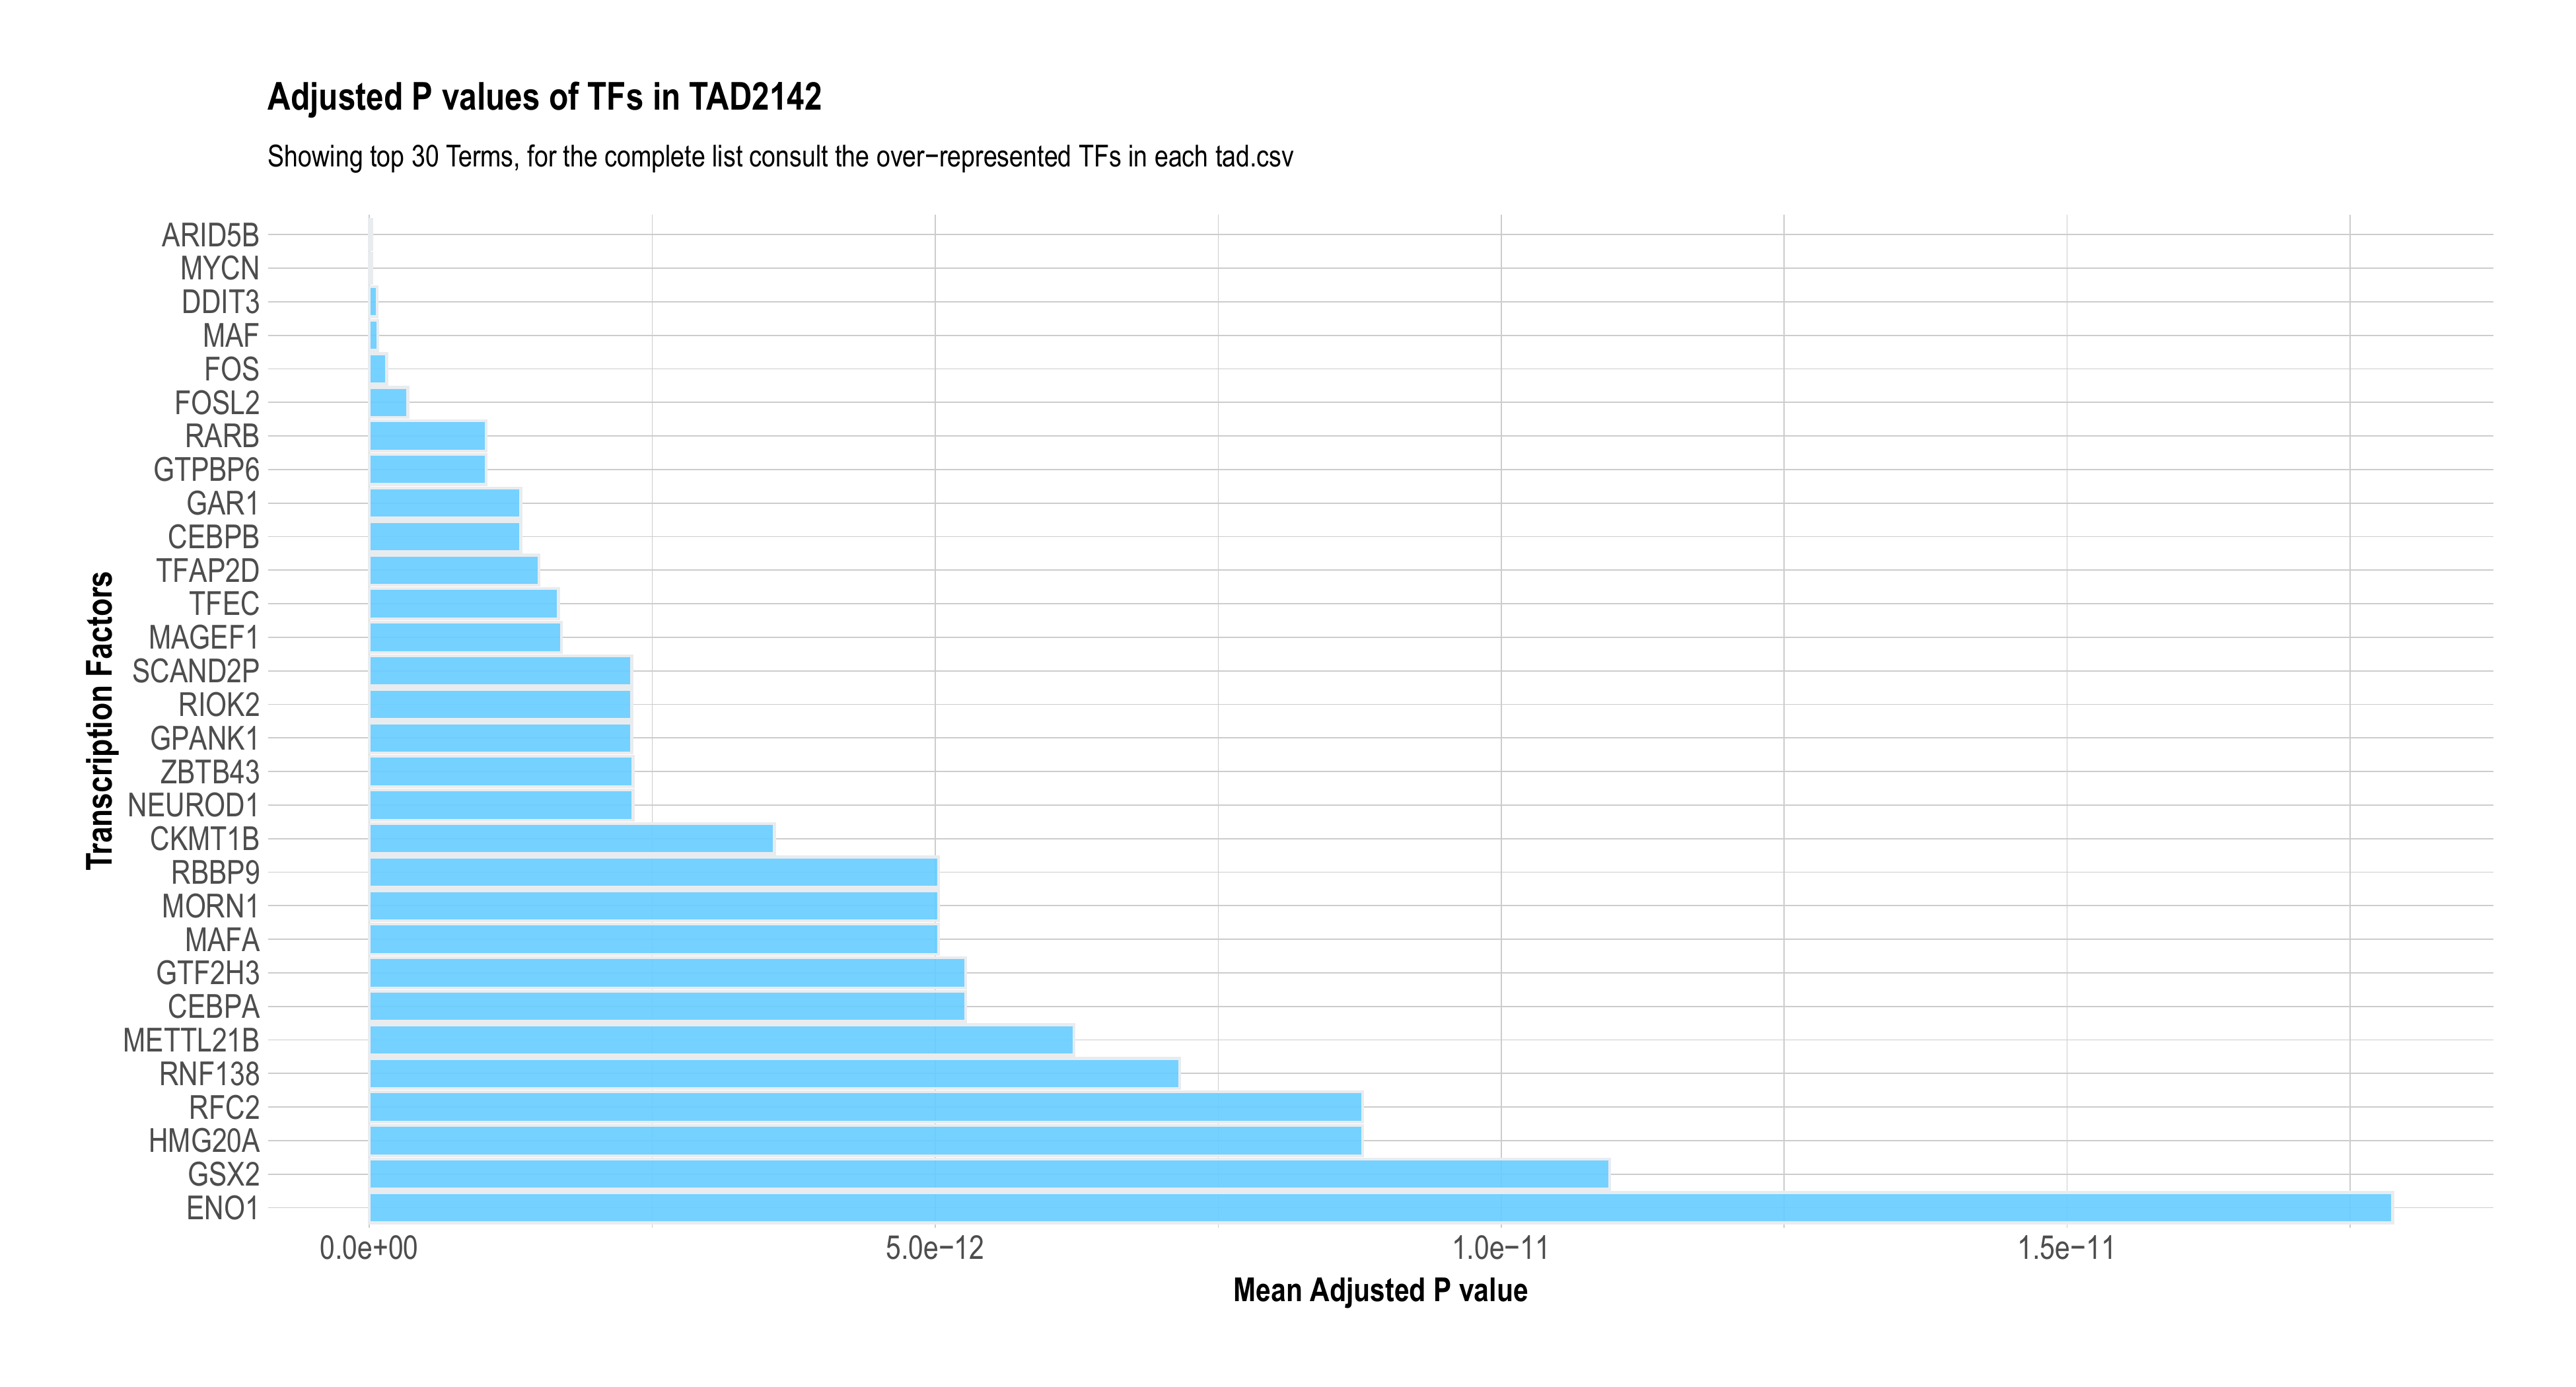 Adjusted P values of TFs in TAD2142
Showing top 30 Terms, for the complete list consult the over−represented TFs in each tad.csv
Transcription Factors
ARID5B
MYCN
DDIT3
MAF
FOS
FOSL2
RARB
GTPBP6
GAR1
CEBPB
TFAP2D
TFEC
MAGEF1
SCAND2P
RIOK2
GPANK1
ZBTB43
NEUROD1
CKMT1B
RBBP9
MORN1
MAFA
GTF2H3
CEBPA
METTL21B
RNF138
RFC2
HMG20A
GSX2
ENO1
0.0e+00 5.0e−12 1.0e−11 1.5e−11
Mean Adjusted P value